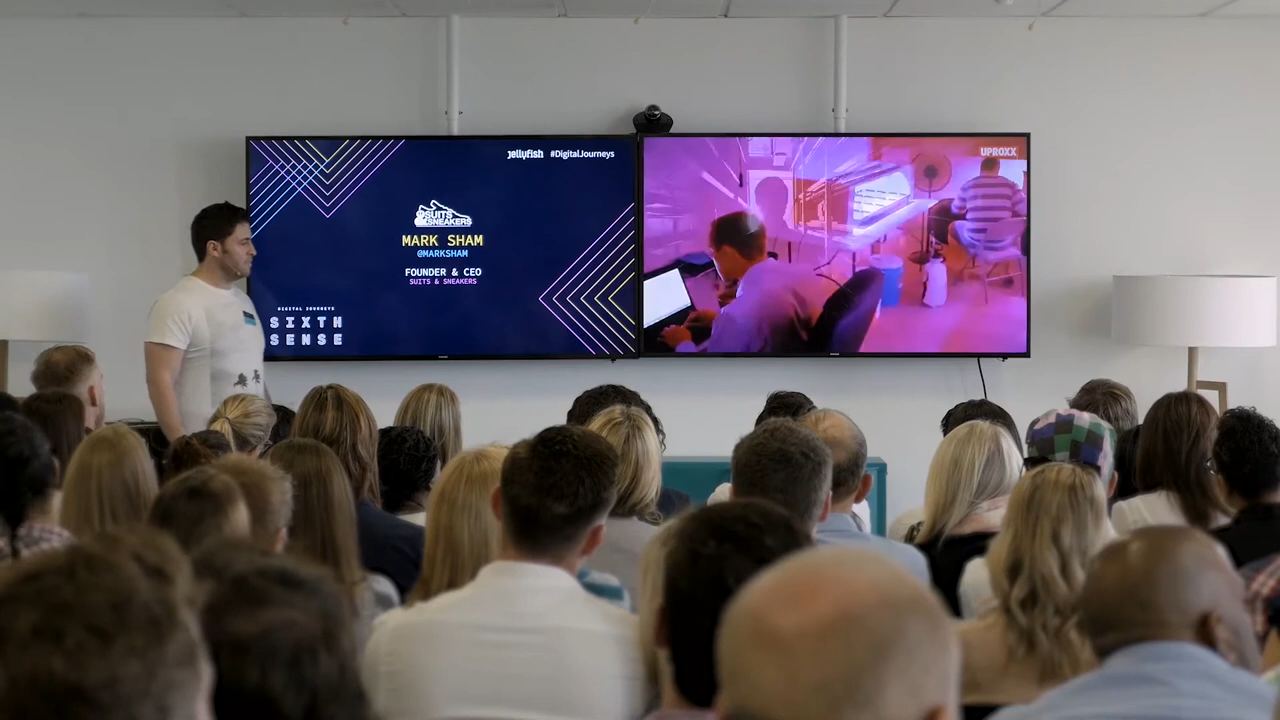 jellyfish #DigitalJourneys
SUITS
SNEAKERS
MARK SHAM
@MARKSHAM
FOUNDER & CEO
SUITS & SNEAKERS
DIGITAL JOURNEYS
SIXTH
SENSE
UPROXX